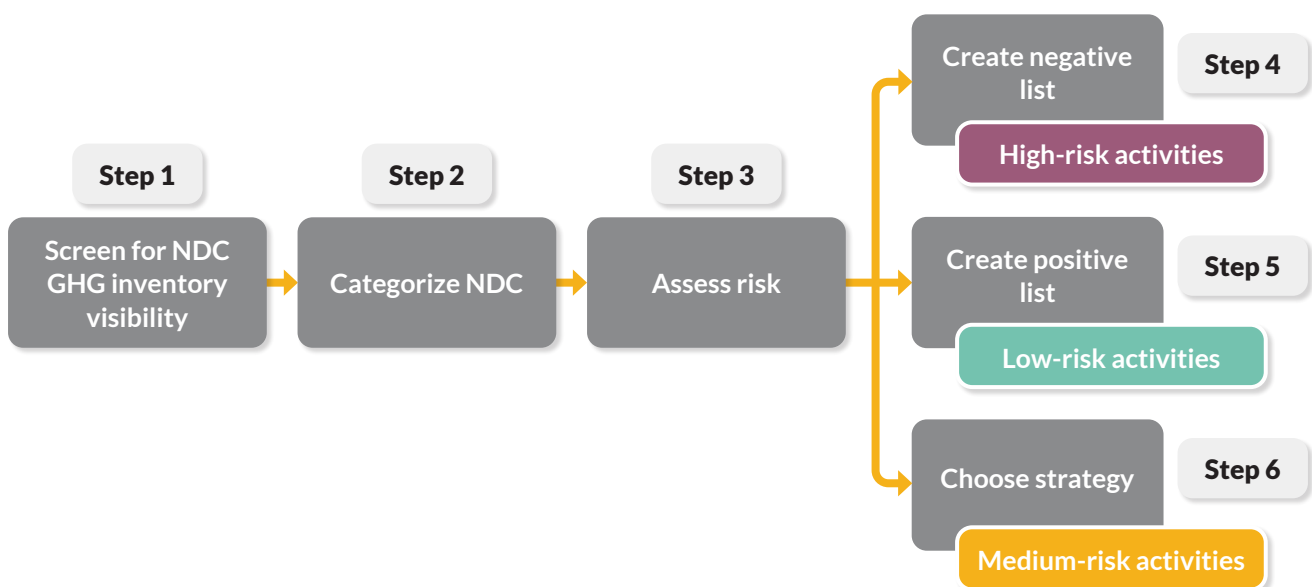 Step 1
Screen for NDC
GHG inventory
visibility
Step 2
Categorize NDC
Step 3
Assess risk
Create negative
list
Step 4
High-risk activities
Create positive
list
Step 5
Low-risk activities
Choose strategy
Step 6
Medium-risk activities